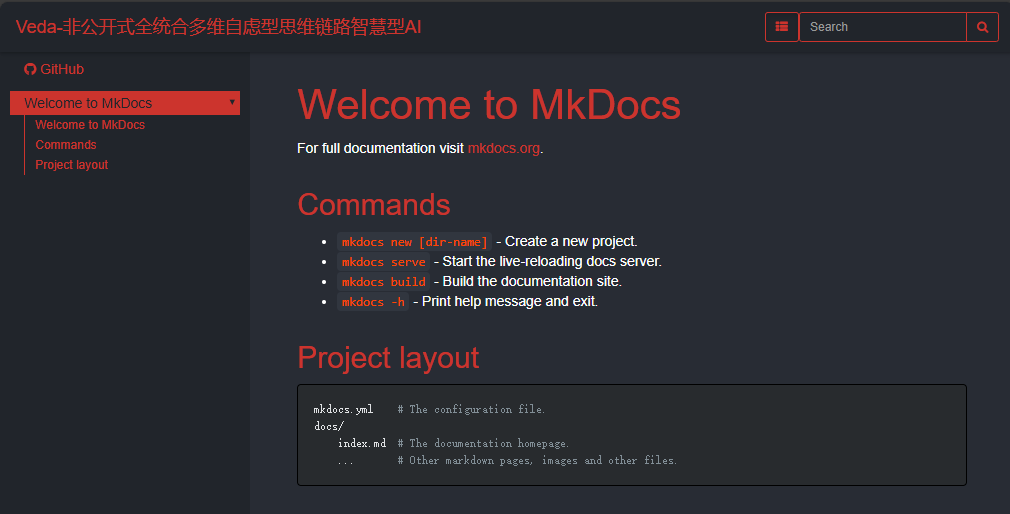 Veda-非公开式全统合多维自虑型思维链路智慧型AI
Search
GitHub
Welcome to MkDocs
Welcome to MkDocs
Commands
Project layout
Welcome to MkDocs
For full documentation visit mkdocs.org.
Commands
mkdocs new [dir-name] - Create a new project.
mkdocs serve - Start the live-reloading docs server.
mkdocs build - Build the documentation site.
mkdocs -h - Print help message and exit.
Project layout
mkdocs.yml    # The configuration file.
docs/
    index.md  # The documentation homepage.
    ...       # Other markdown pages, images and other files.